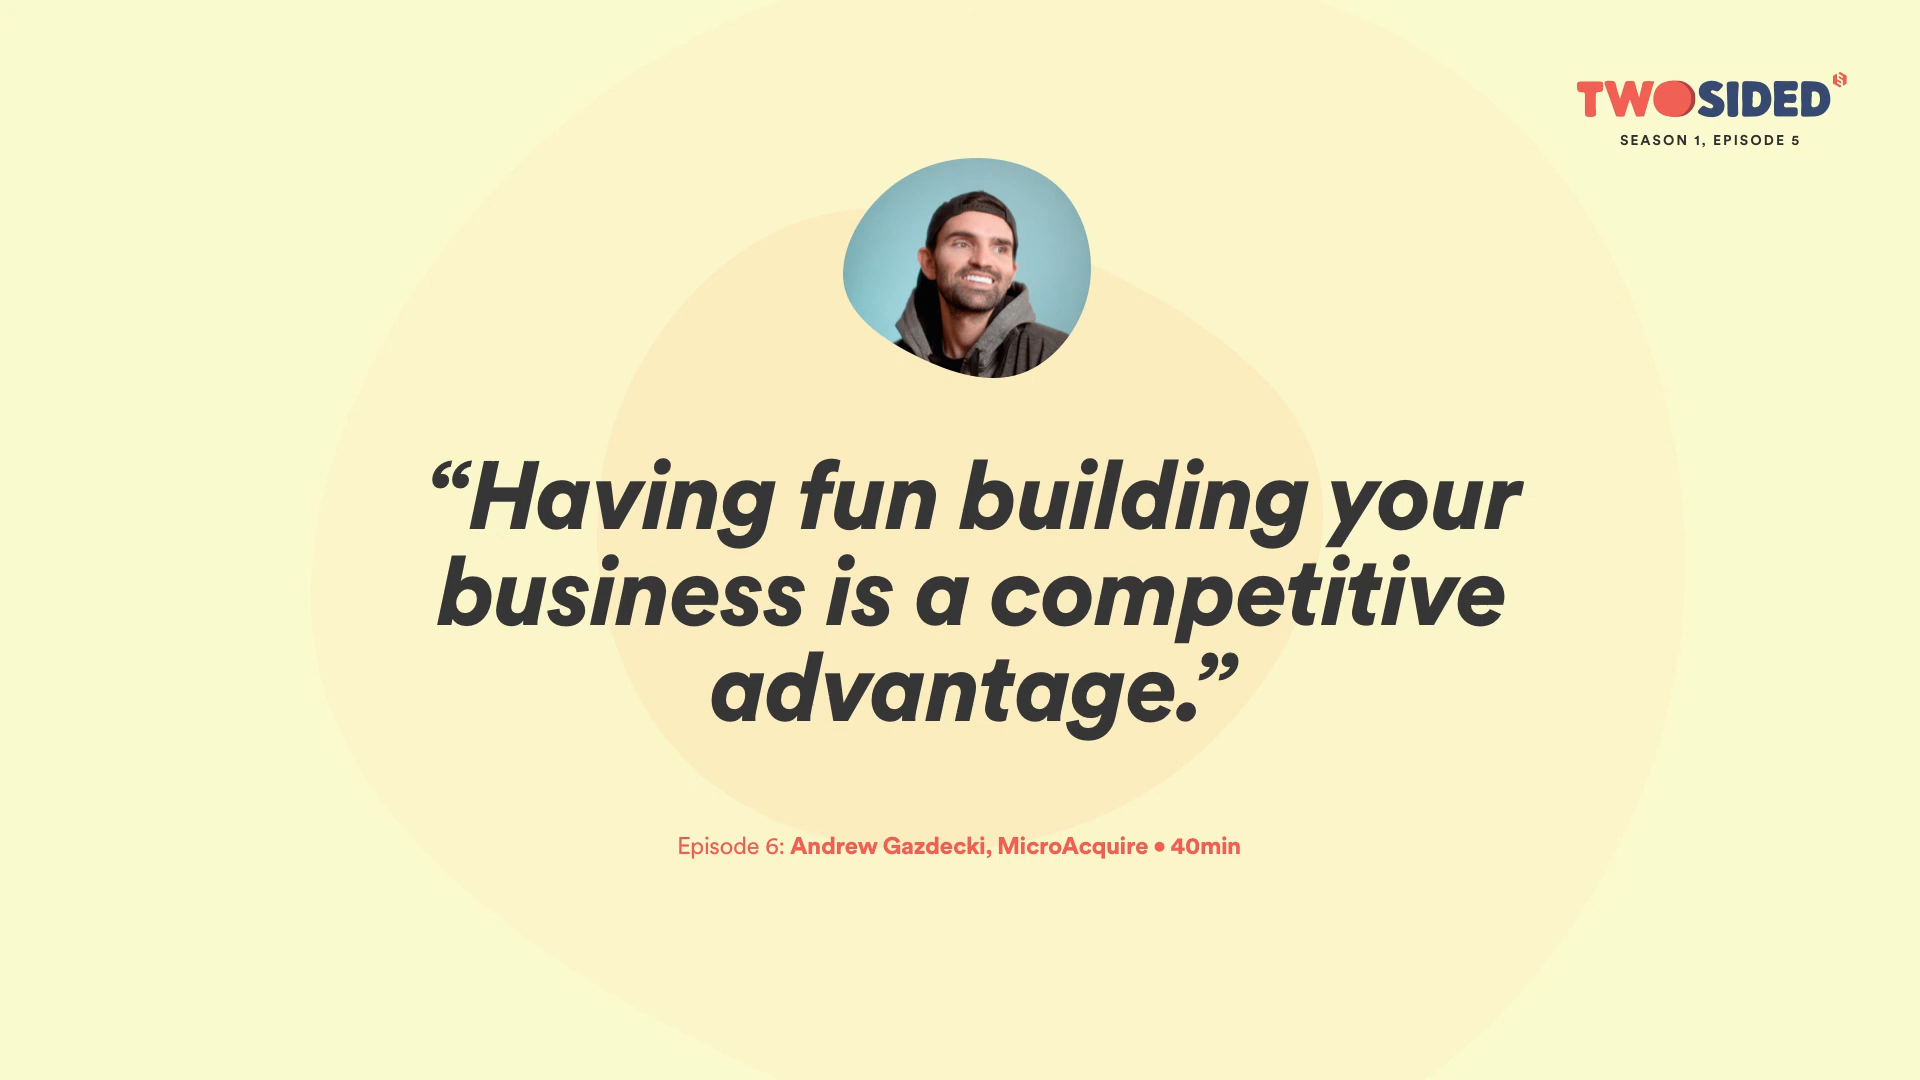 TWOSIDED
SEASON 1, EPISODE 5
“Having fun building your
business is a competitive
advantage.”
Episode 6: Andrew Gazdecki, MicroAcquire • 40min